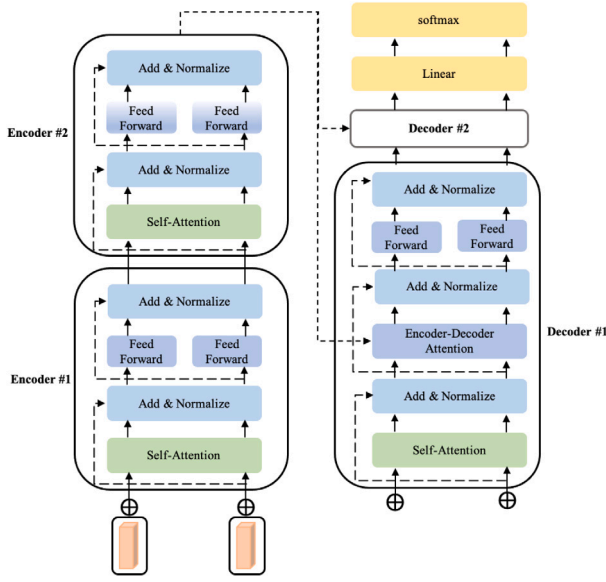 Encoder #2
Add & Normalize
Feed
Forward
Feed
Forward
Add & Normalize
Self-Attention
Encoder #1
Add & Normalize
Feed
Forward
Feed
Forward
Add & Normalize
Self-Attention
softmax
Linear
Decoder #2
Add & Normalize
Feed
Forward
Feed
Forward
Add & Normalize
Encoder-Decoder
Attention
Decoder #1
Add & Normalize
Self-Attention